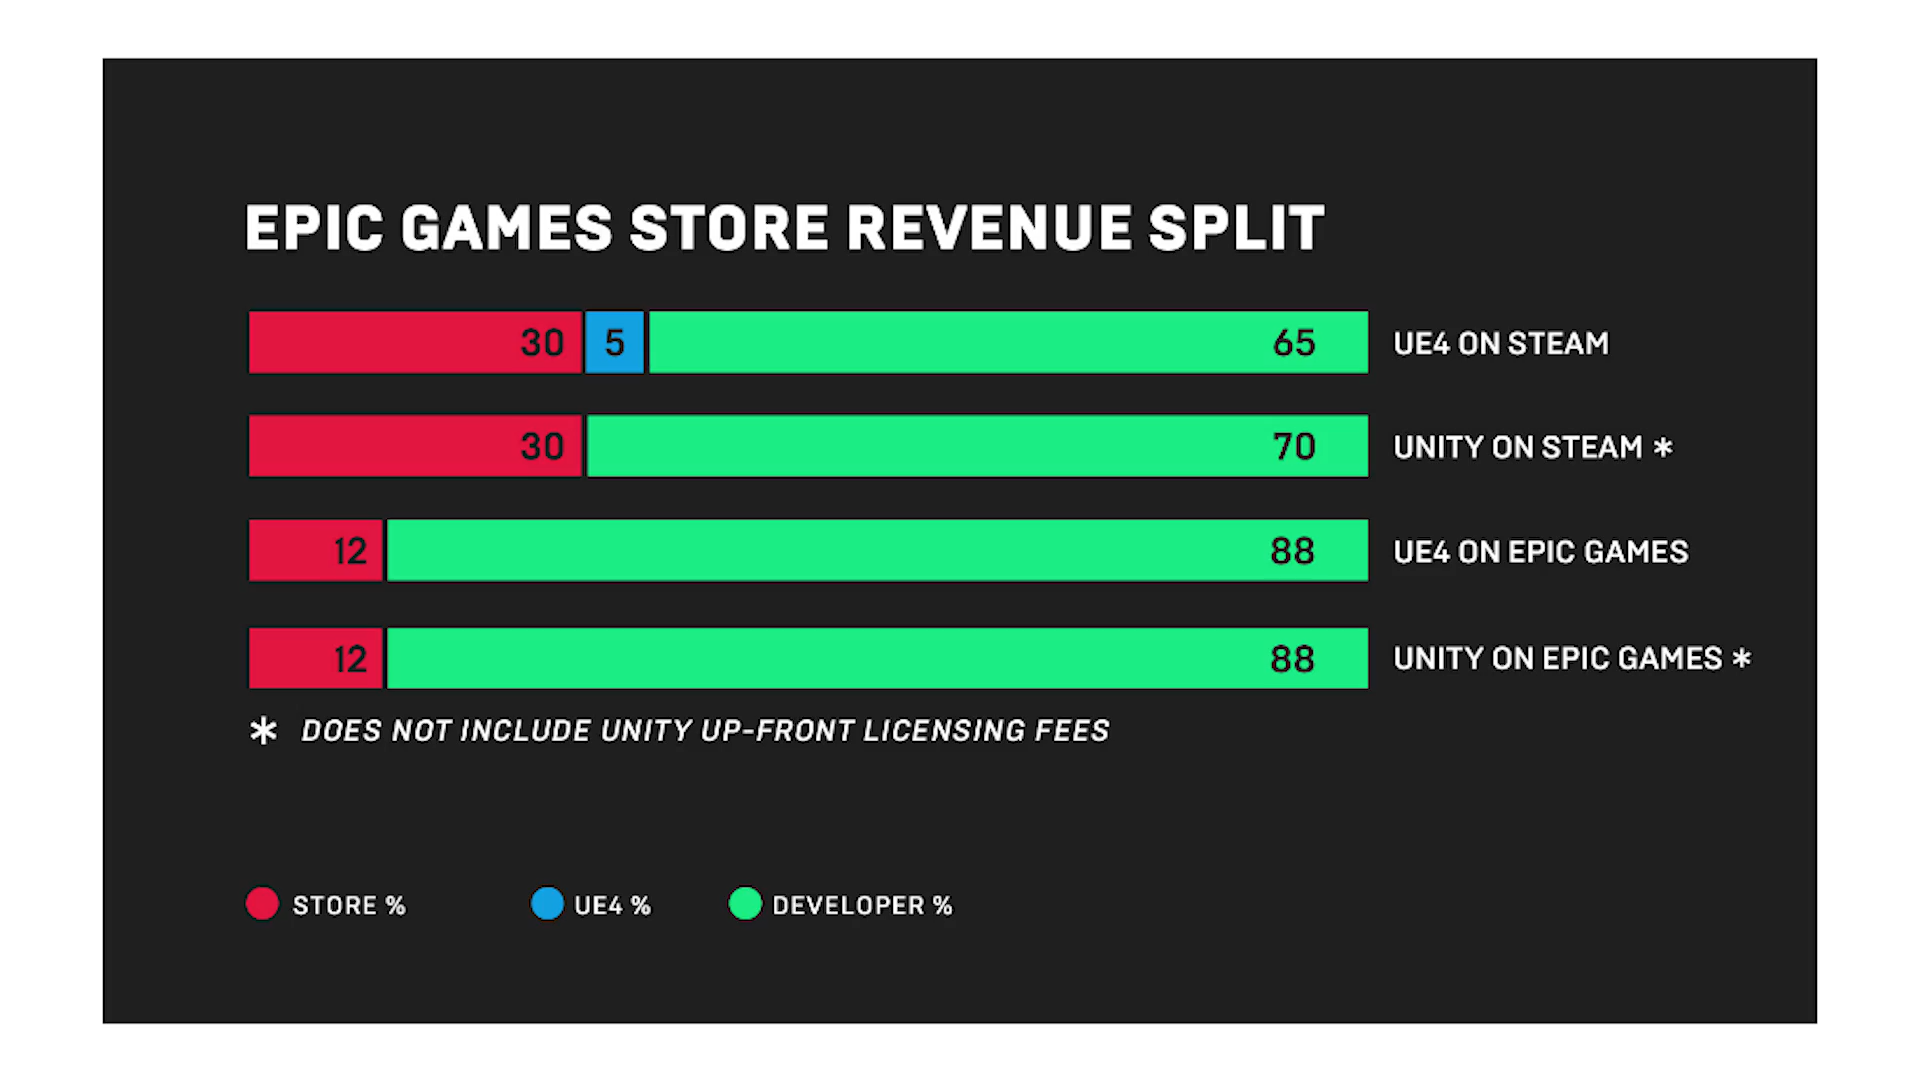 EPIC GAMES STORE REVENUE SPLIT
30 5 65 UE4 ON STEAM
30 70 UNITY ON STEAM *
12 88 UE4 ON EPIC GAMES
12 88 UNITY ON EPIC GAMES *
* DOES NOT INCLUDE UNITY UP-FRONT LICENSING FEES
STORE % UE4 % DEVELOPER %